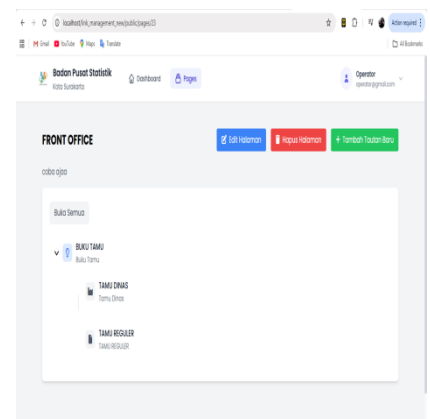 localhost/link_management_new/public/pages/33
Action required
Gmail YouTube Maps Translate
All Bookmarks
Badan Pusat Statistik
Kota Surakarta
Dashboard
Pages
Operator
operator@gmail.com
FRONT OFFICE
Edit Halaman
Hapus Halaman
+ Tambah Tautan Baru
coba ajaa
Buka Semua
BUKU TAMU
Buku Tamu
TAMU DINAS
Tamu Dinas
TAMU REGULER
TAMU REGULER